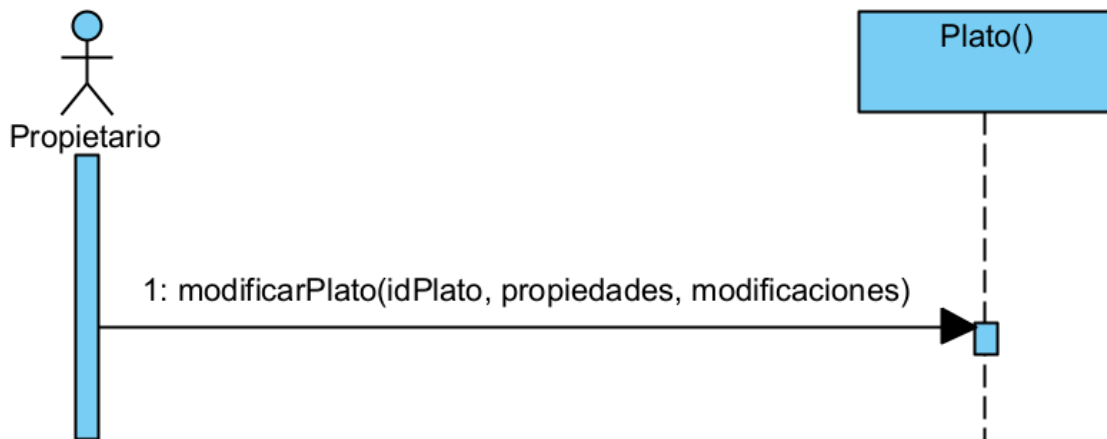 Plato()
Propietario
1: modificarPlato(idPlato, propiedades, modificaciones)